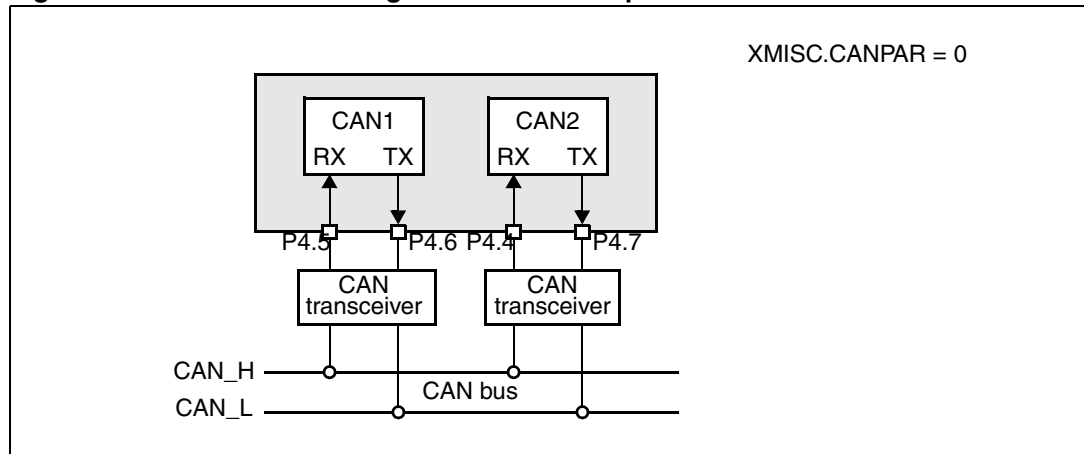 XMISC.CANPAR = 0
CAN1
CAN2
RX TX
RX TX
P4.5
P4.6
P4.4
P4.7
CAN
transceiver
CAN
transceiver
CAN_H
CAN bus
CAN_L